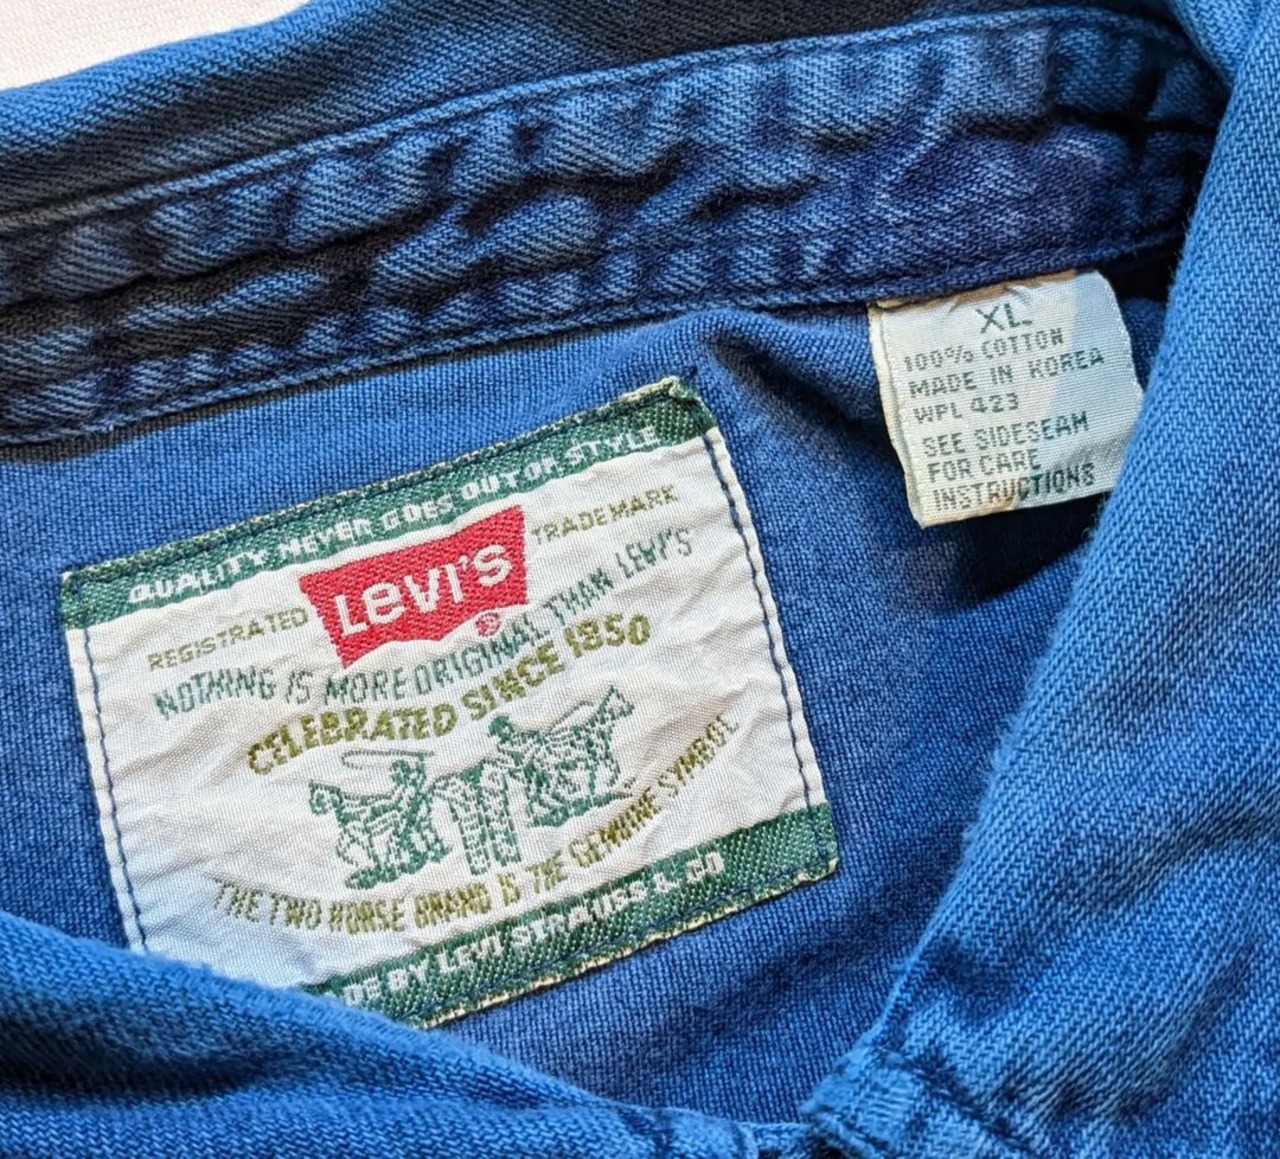 QUALITY NEVER GOES OUT OF STYLE
REGISTRATED LEVI'S ® TRADEMARK
NOTHING IS MORE ORIGINAL THAN LEVI'S
CELEBRATED SINCE 1850
THE TWO HORSE BRAND IS THE GENUINE SYMBOL
DE BY LEVI STRAUSS & CO
XL
100% COTTON
MADE IN KOREA
WPL 423
SEE SIDESEAM
FOR CARE
INSTRUCTIONS